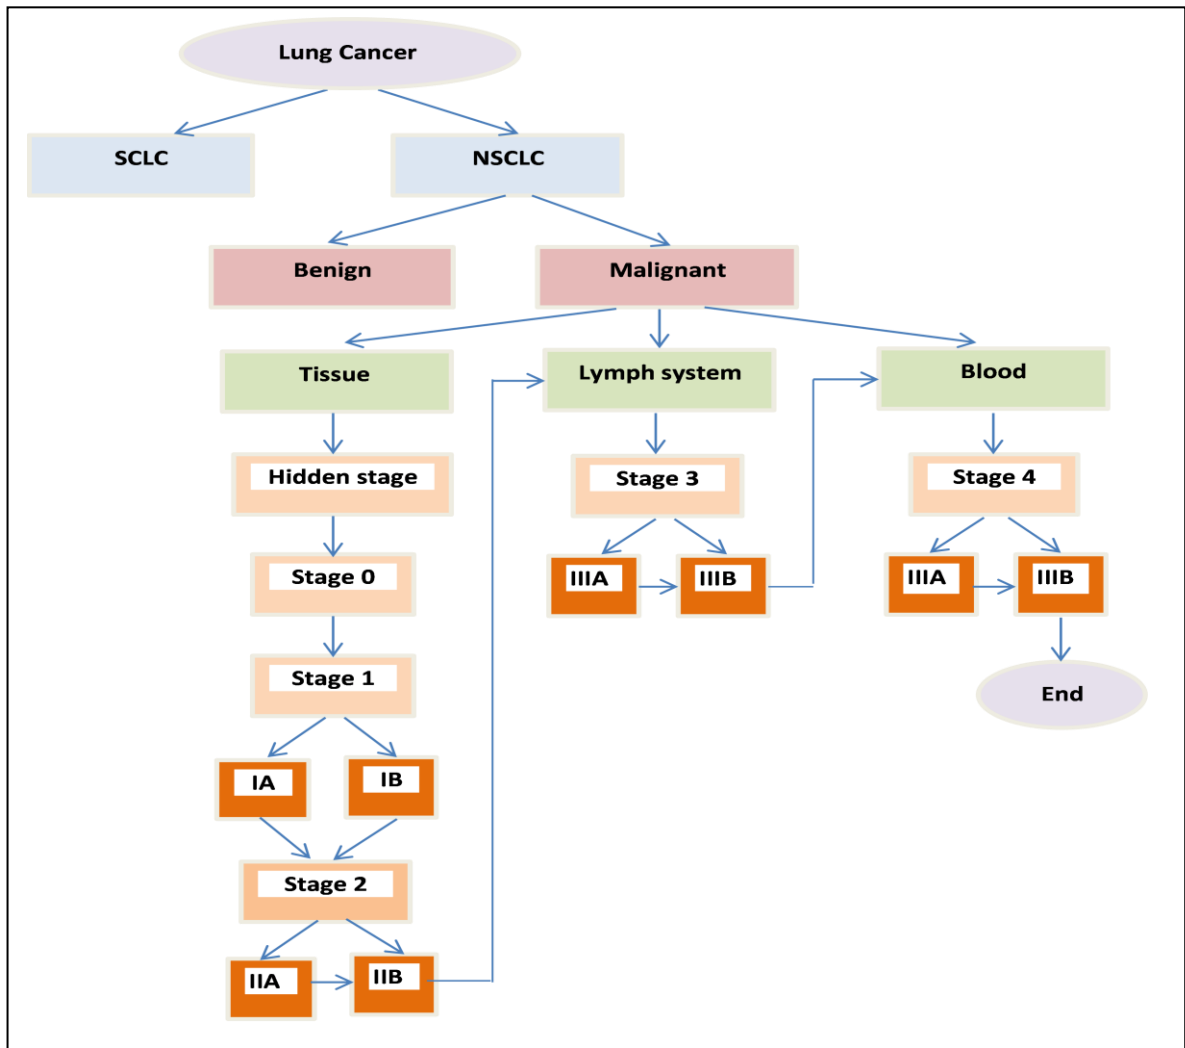 Lung Cancer
SCLC
NSCLC
Benign
Malignant
Tissue
Lymph system
Blood
Hidden stage
Stage 3
Stage 4
Stage 0
IIIA
IIIB
IIIA
IIIB
Stage 1
End
IA
IB
Stage 2
IIA
IIB